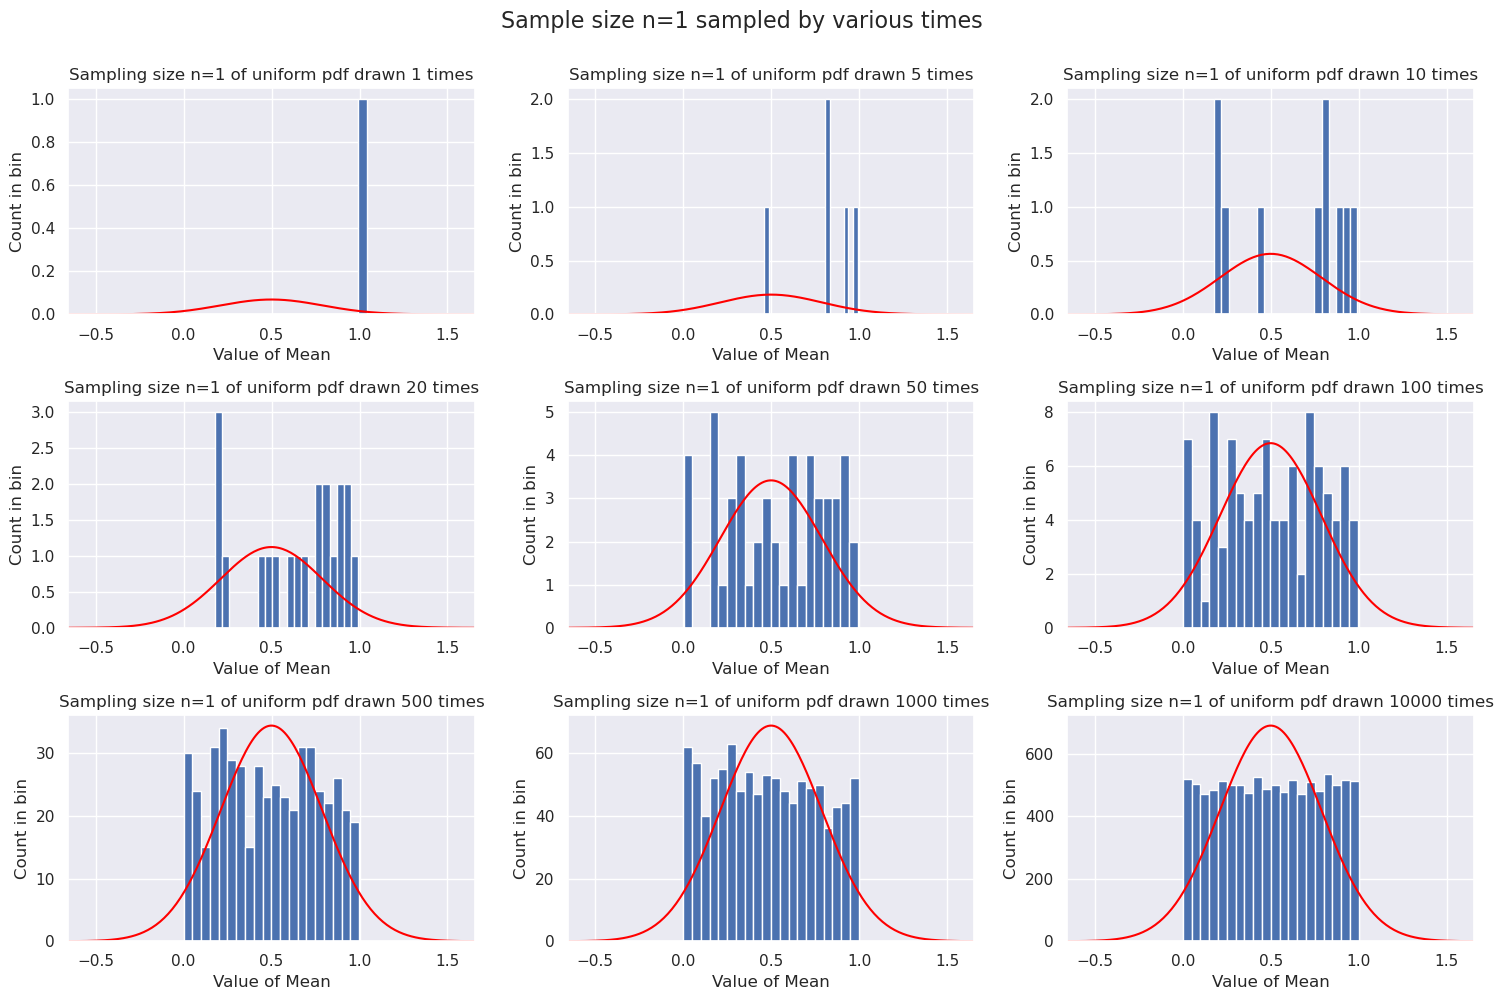 Sample size n=1 sampled by various times
Sampling size n=1 of uniform pdf drawn 1 times
Count in bin
1.0
0.8
0.6
0.4
0.2
0.0
−0.5 0.0 0.5 1.0 1.5
Value of Mean
Sampling size n=1 of uniform pdf drawn 5 times
Count in bin
2.0
1.5
1.0
0.5
0.0
−0.5 0.0 0.5 1.0 1.5
Value of Mean
Sampling size n=1 of uniform pdf drawn 10 times
Count in bin
2.0
1.5
1.0
0.5
0.0
−0.5 0.0 0.5 1.0 1.5
Value of Mean
Sampling size n=1 of uniform pdf drawn 20 times
Count in bin
3.0
2.5
2.0
1.5
1.0
0.5
0.0
−0.5 0.0 0.5 1.0 1.5
Value of Mean
Sampling size n=1 of uniform pdf drawn 50 times
Count in bin
5
4
3
2
1
0
−0.5 0.0 0.5 1.0 1.5
Value of Mean
Sampling size n=1 of uniform pdf drawn 100 times
Count in bin
8
6
4
2
0
−0.5 0.0 0.5 1.0 1.5
Value of Mean
Sampling size n=1 of uniform pdf drawn 500 times
Count in bin
30
20
10
0
−0.5 0.0 0.5 1.0 1.5
Value of Mean
Sampling size n=1 of uniform pdf drawn 1000 times
Count in bin
60
40
20
0
−0.5 0.0 0.5 1.0 1.5
Value of Mean
Sampling size n=1 of uniform pdf drawn 10000 times
Count in bin
600
400
200
0
−0.5 0.0 0.5 1.0 1.5
Value of Mean